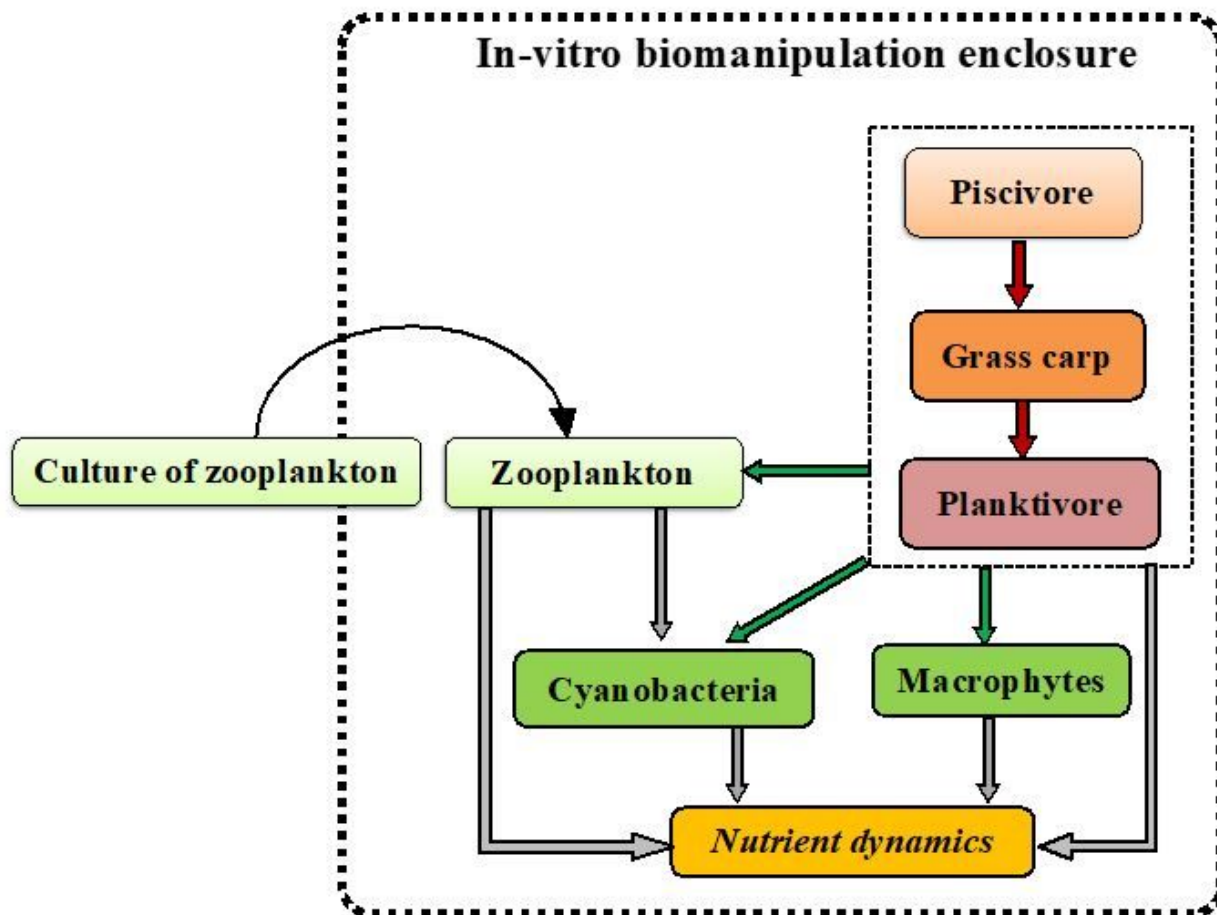 In-vitro biomanipulation enclosure
Piscivore
Grass carp
Culture of zooplankton
Zooplankton
Planktivore
Cyanobacteria
Macrophytes
Nutrient dynamics